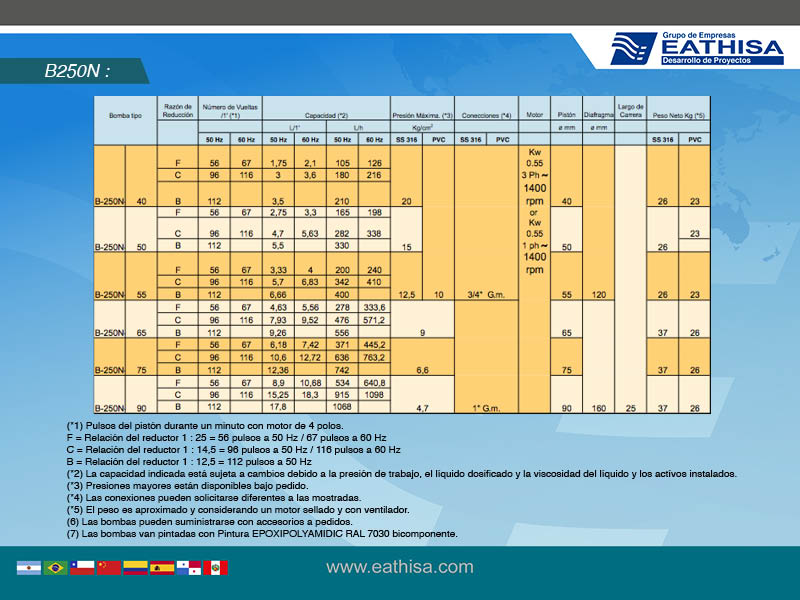 Grupo de Empresas
EATHISA
Desarrollo de Proyectos
B250N :
Bomba tipo Razón de Reducción Número de Vueltas /1' (*1) Capacidad (*2) Presión Máxima. (*3) Conecciones (*4) Motor Pistón Diafragma Largo de Carrera Peso Neto Kg (*5)
L/1' L/h Kg/cm² ø mm ø mm
50 Hz 60 Hz 50 Hz 60 Hz 50 Hz 60 Hz SS 316 PVC SS 316 PVC SS 316 PVC
Kw
0.55
3 Ph ~
1400
rpm
or
Kw
0.55
1 ph ~
1400
rpm
F 56 67 1,75 2,1 105 126
C 96 116 3 3,6 180 216
B-250N 40 B 112 3,5 210 20 40 26 23
F 56 67 2,75 3,3 165 198
C 96 116 4,7 5,63 282 338 23
B-250N 50 B 112 5,5 330 15 50 26
F 56 67 3,33 4 200 240
C 96 116 5,7 6,83 342 410
B-250N 55 B 112 6,66 400 12,5 10 3/4" G.m. 55 120 26 23
F 56 67 4,63 5,56 278 333,6
C 96 116 7,93 9,52 476 571,2
B-250N 65 B 112 9,26 556 9 65 37 26
F 56 67 6,18 7,42 371 445,2
C 96 116 10,6 12,72 636 763,2
B-250N 75 B 112 12,36 742 6,6 75 37 26
F 56 67 8,9 10,68 534 640,8
C 96 116 15,25 18,3 915 1098
B-250N 90 B 112 17,8 1068 4,7 1" G.m. 90 160 25 37 26
(*1) Pulsos del pistón durante un minuto con motor de 4 polos.
F = Relación del reductor 1 : 25 = 56 pulsos a 50 Hz / 67 pulsos a 60 Hz
C = Relación del reductor 1 : 14,5 = 96 pulsos a 50 Hz / 116 pulsos a 60 Hz
B = Relación del reductor 1 : 12,5 = 112 pulsos a 50 Hz
(*2) La capacidad indicada está sujeta a cambios debido a la presión de trabajo, el líquido dosificado y la viscosidad del líquido y los activos instalados.
(*3) Presiones mayores están disponibles bajo pedido.
(*4) Las conexiones pueden solicitarse diferentes a las mostradas.
(*5) El peso es aproximado y considerando un motor sellado y con ventilador.
(6) Las bombas pueden suministrarse con accesorios a pedidos.
(7) Las bombas van pintadas con Pintura EPOXIPOLYAMIDIC RAL 7030 bicomponente.
www.eathisa.com